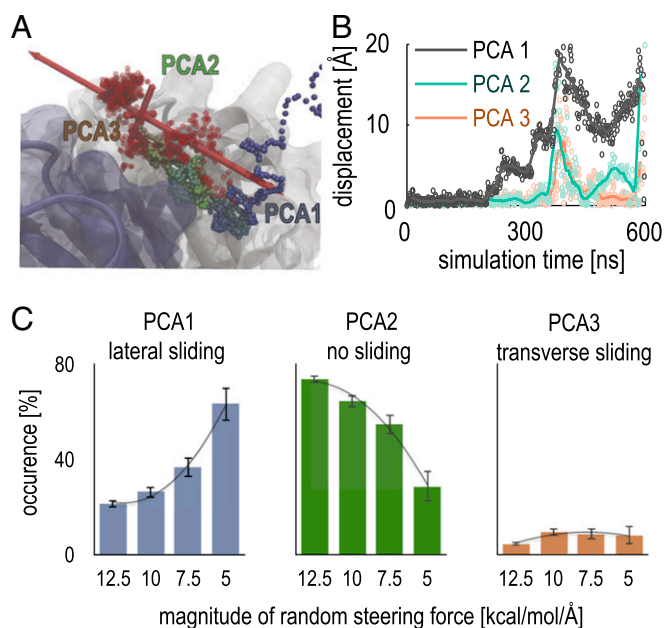 A
PCA2
PCA3
PCA1
B
displacement [Å]
20
10
0
PCA 1
PCA 2
PCA 3
0 300 600
simulation time [ns]
C
PCA1
lateral sliding
PCA2
no sliding
PCA3
transverse sliding
occurence [%]
80
40
0
12.5 10 7.5 5
12.5 10 7.5 5
12.5 10 7.5 5
magnitude of random steering force [kcal/mol/Å]